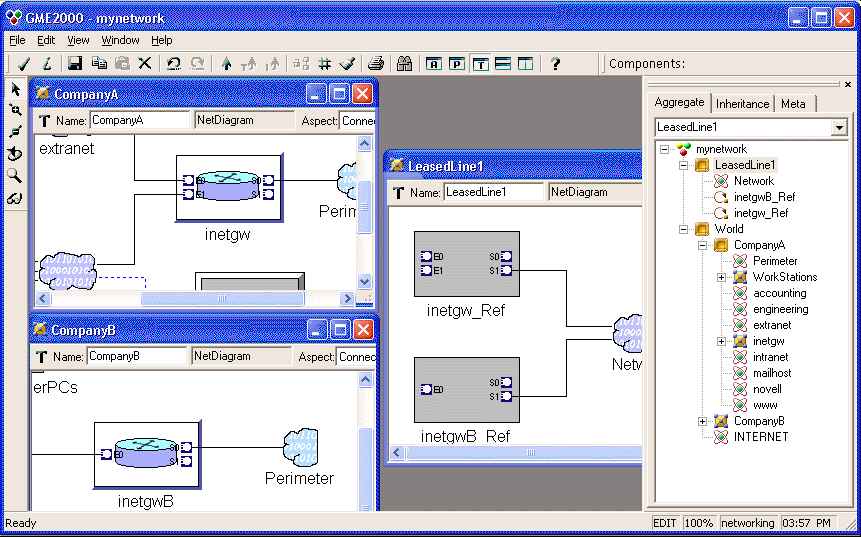 GME2000 - mynetwork
File Edit View Window Help
A P T ? Components:
CompanyA
T Name: CompanyA NetDiagram Aspect: Connec
extranet
E0 S0
E1 S1
inetgw
Perim
CompanyB
T Name: CompanyB NetDiagram Aspect: Connec
erPCs
E0 S0
S1
inetgwB
Perimeter
LeasedLine1
T Name: LeasedLine1 NetDiagram
E0 S0
E1 S1
inetgw_Ref
E0 S0
S1
inetgwB_Ref
Netw
Aggregate Inheritance Meta
LeasedLine1
mynetwork
LeasedLine1
Network
inetgwB_Ref
inetgw_Ref
World
CompanyA
Perimeter
WorkStations
accounting
engineering
extranet
inetgw
intranet
mailhost
novell
www
CompanyB
INTERNET
Ready EDIT 100% networking 03:57 PM